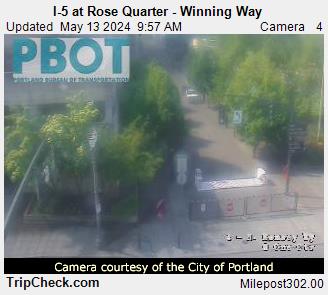 I-5 at Rose Quarter - Winning Way
Updated May 13 2024 9:57 AM Camera 4
PBOT
PORTLAND BUREAU OF TRANSPORTATION
Camera courtesy of the City of Portland
TripCheck.com Milepost302.00